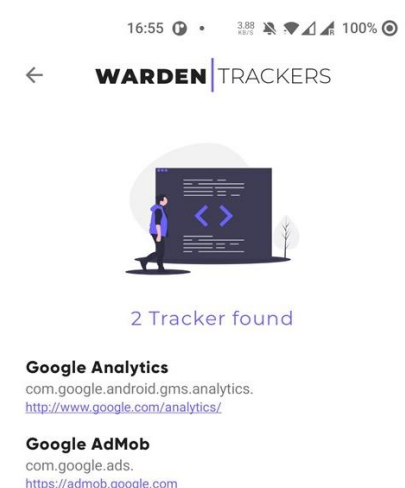 16:55 3.88 KB/S R 100%
WARDEN TRACKERS
2 Tracker found
Google Analytics
com.google.android.gms.analytics.
http://www.google.com/analytics/
Google AdMob
com.google.ads.
https://admob.google.com